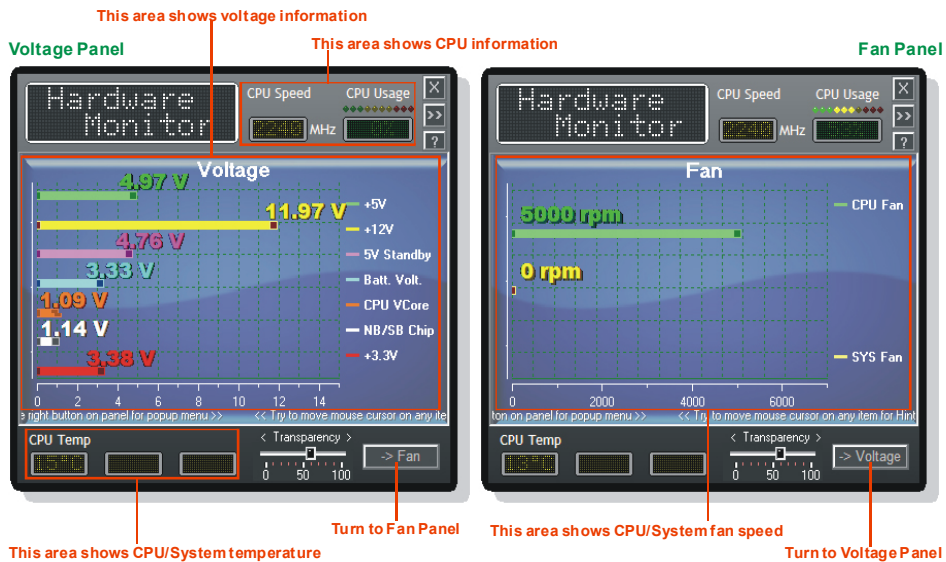 This area shows voltage information
This area shows CPU information
Voltage Panel
Fan Panel
Hardware Monitor
CPU Speed
2240 MHz
CPU Usage
X
>>
?
Voltage
4.97 V
11.97 V
4.76 V
3.33 V
1.09 V
1.14 V
3.38 V
+5V
+12V
5V Standby
Batt. Volt.
CPU VCore
NB/SB Chip
+3.3V
0 2 4 6 8 10 12 14
e right button on panel for popup menu >> << Try to move mouse cursor on any ite
CPU Temp
15°C
< Transparency >
0 50 100
-> Fan
Hardware Monitor
CPU Speed
2240 MHz
CPU Usage
X
>>
?
Fan
5000 rpm
0 rpm
CPU Fan
SYS Fan
0 2000 4000 6000
ton on panel for popup menu >> << Try to move mouse cursor on any item for Hint
CPU Temp
13°C
< Transparency >
0 50 100
-> Voltage
Turn to Fan Panel
This area shows CPU/System fan speed
This area shows CPU/System temperature
Turn to Voltage Panel